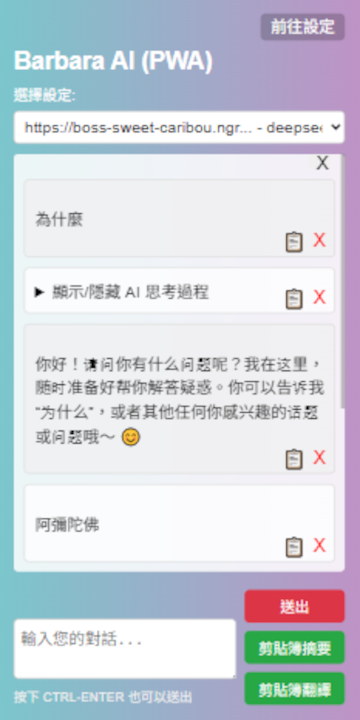 前往設定
Barbara AI (PWA)
選擇設定:
https://boss-sweet-caribou.ngr... - deepsee
X
為什麼
X
▶ 顯示/隱藏 AI 思考過程
X
你好！请问你有什么问题呢？我在这里，
随时准备好帮你解答疑惑。你可以告诉我
“为什么”，或者其他任何你感兴趣的话题
或问题哦～ 😊
X
阿彌陀佛
X
送出
輸入您的對話...
剪貼簿摘要
按下 CTRL-ENTER 也可以送出
剪貼簿翻譯